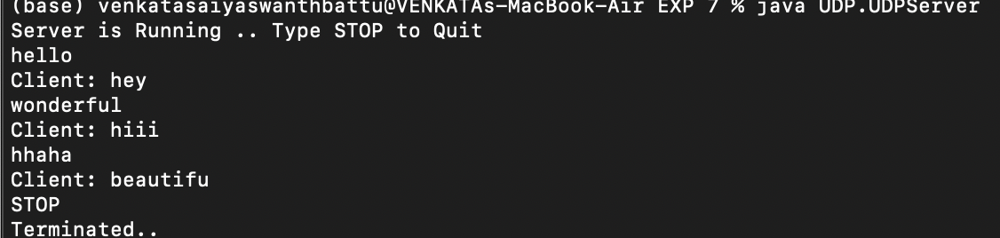 (base) venkatasaiyaswanthbattu@VENKATAs-MacBook-Air EXP 7 % java UDP.UDPServer
Server is Running .. Type STOP to Quit
hello
Client: hey
wonderful
Client: hiii
hhaha
Client: beautifu
STOP
Terminated..